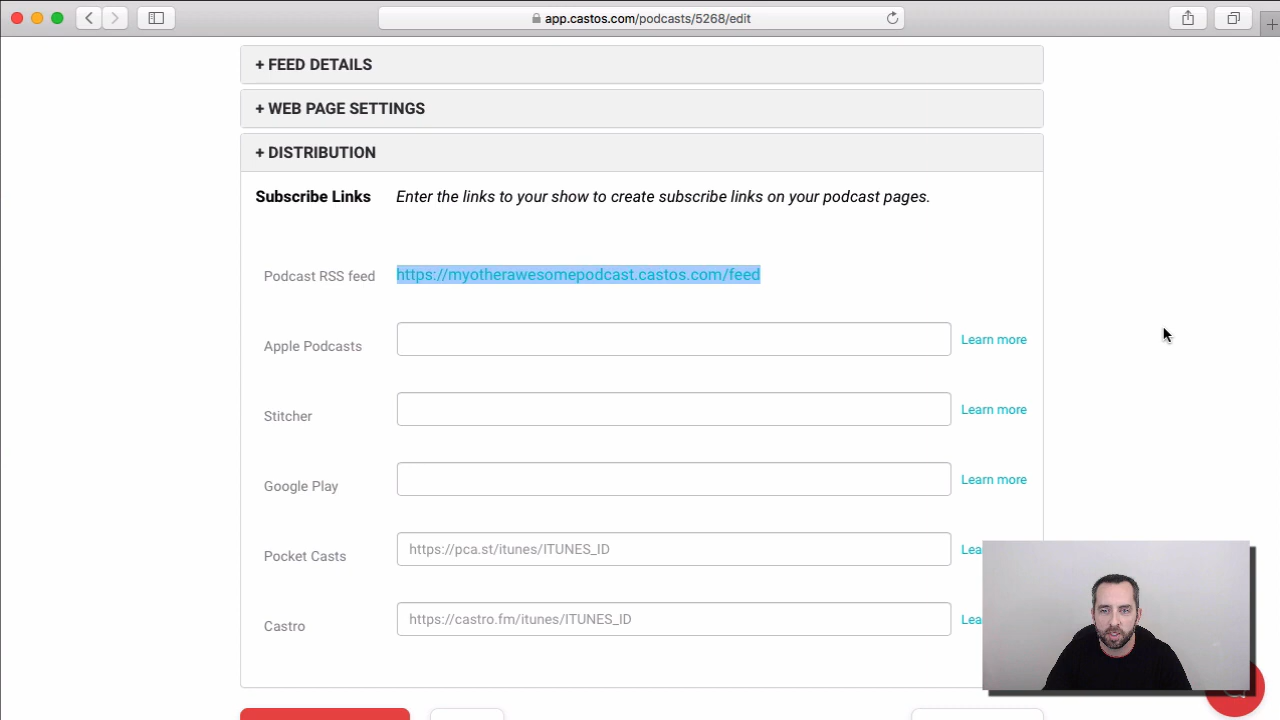 app.castos.com/podcasts/5268/edit
+ FEED DETAILS
+ WEB PAGE SETTINGS
+ DISTRIBUTION
Subscribe Links Enter the links to your show to create subscribe links on your podcast pages.
Podcast RSS feed https://myotherawesomepodcast.castos.com/feed
Apple Podcasts Learn more
Stitcher Learn more
Google Play Learn more
Pocket Casts https://pca.st/itunes/ITUNES_ID Lea
Castro https://castro.fm/itunes/ITUNES_ID Lea